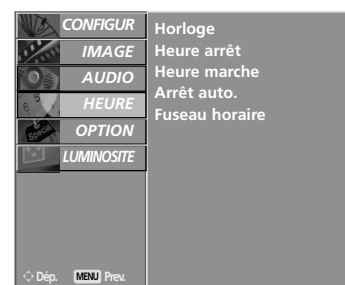 CONFIGUR
IMAGE
AUDIO
HEURE
OPTION
LUMINOSITE
Horloge
Heure arrêt
Heure marche
Arrêt auto.
Fuseau horaire
Dép. MENU Prev.